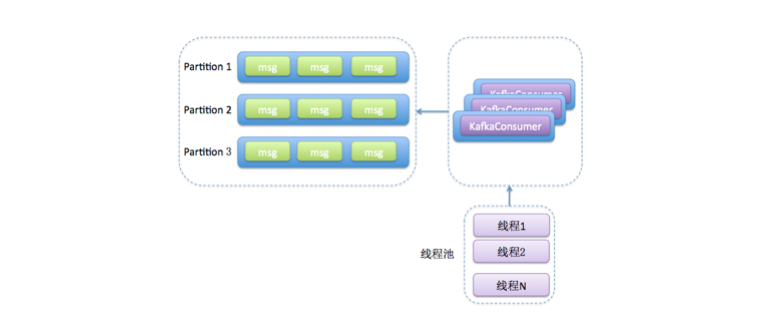 Partition 1
msg msg msg
KafkaConsumer
Partition 2
msg msg msg
KafkaConsumer
KafkaConsumer
Partition 3
msg msg msg
线程1
线程池
线程2
线程N